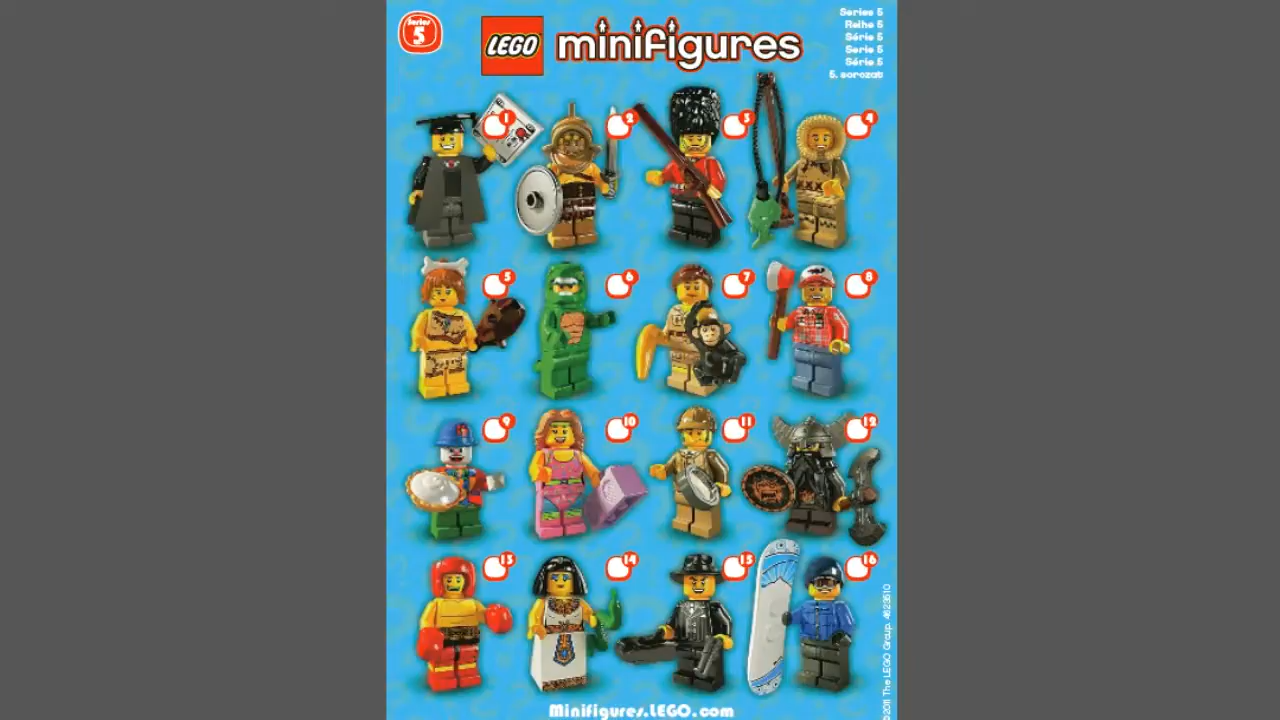 Series
5
LEGO minifigures
Series 5
Reihe 5
Série 5
Serie 5
Série 5
5. sorozat
1
2
3
4
5
6
7
8
9
10
11
12
13
14
15
16
©2011 The LEGO Group. 4623510
Minifigures.LEGO.com